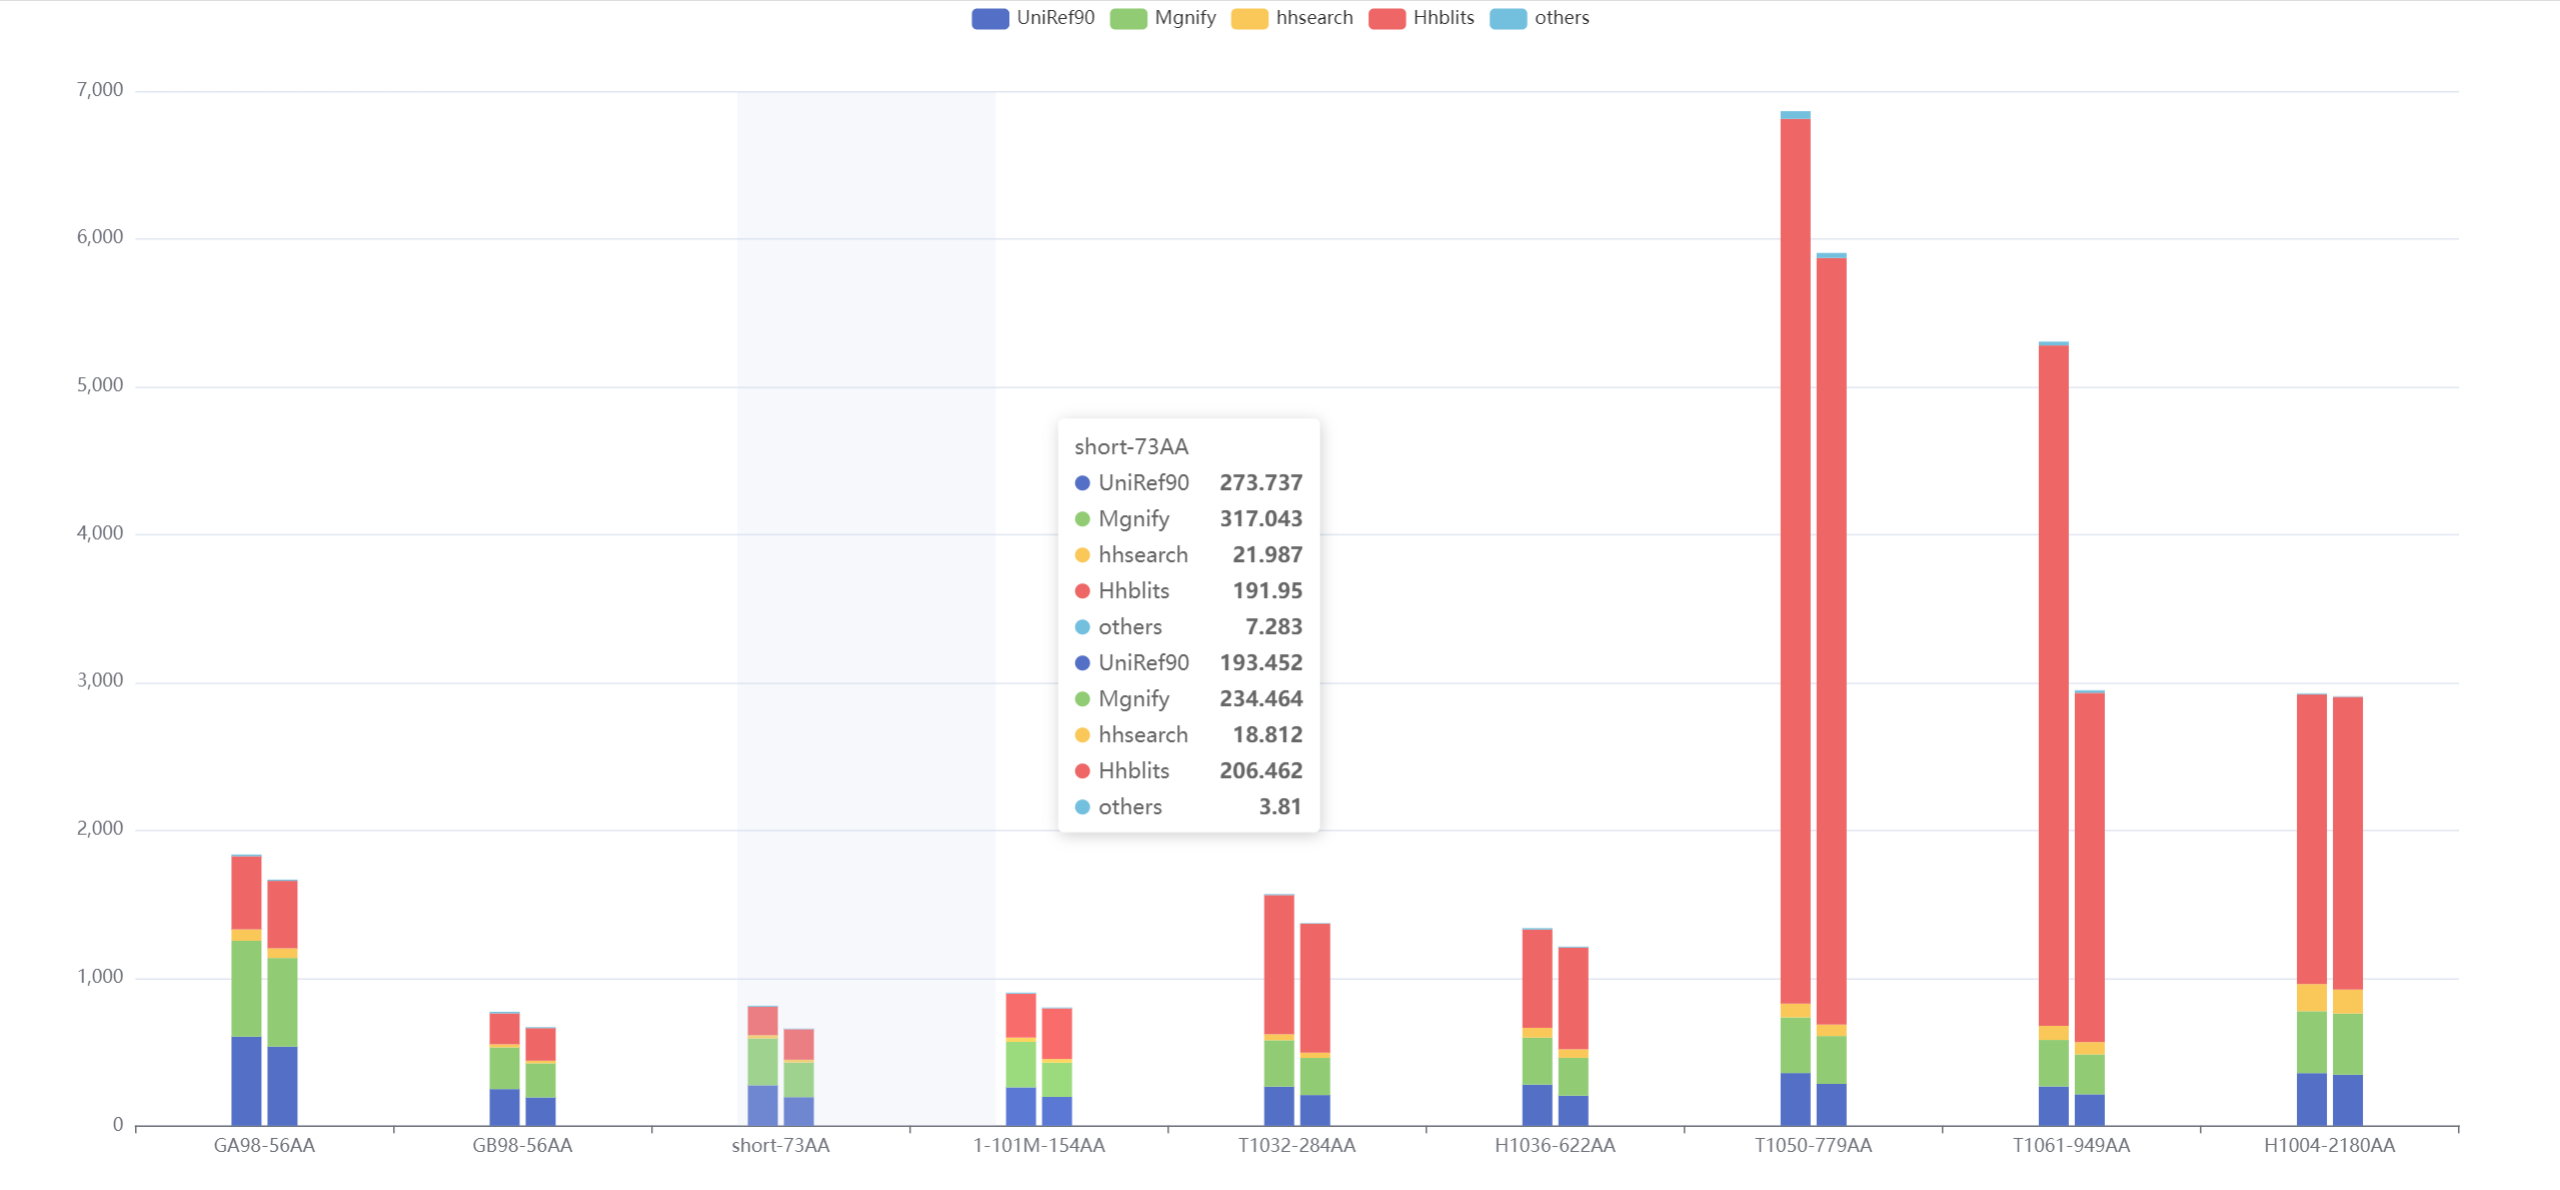 UniRef90 Mgnify hhsearch Hhblits others
7,000
6,000
5,000
4,000
3,000
2,000
1,000
0
short-73AA
UniRef90 273.737
Mgnify 317.043
hhsearch 21.987
Hhblits 191.95
others 7.283
UniRef90 193.452
Mgnify 234.464
hhsearch 18.812
Hhblits 206.462
others 3.81
GA98-56AA GB98-56AA short-73AA 1-101M-154AA T1032-284AA H1036-622AA T1050-779AA T1061-949AA H1004-2180AA